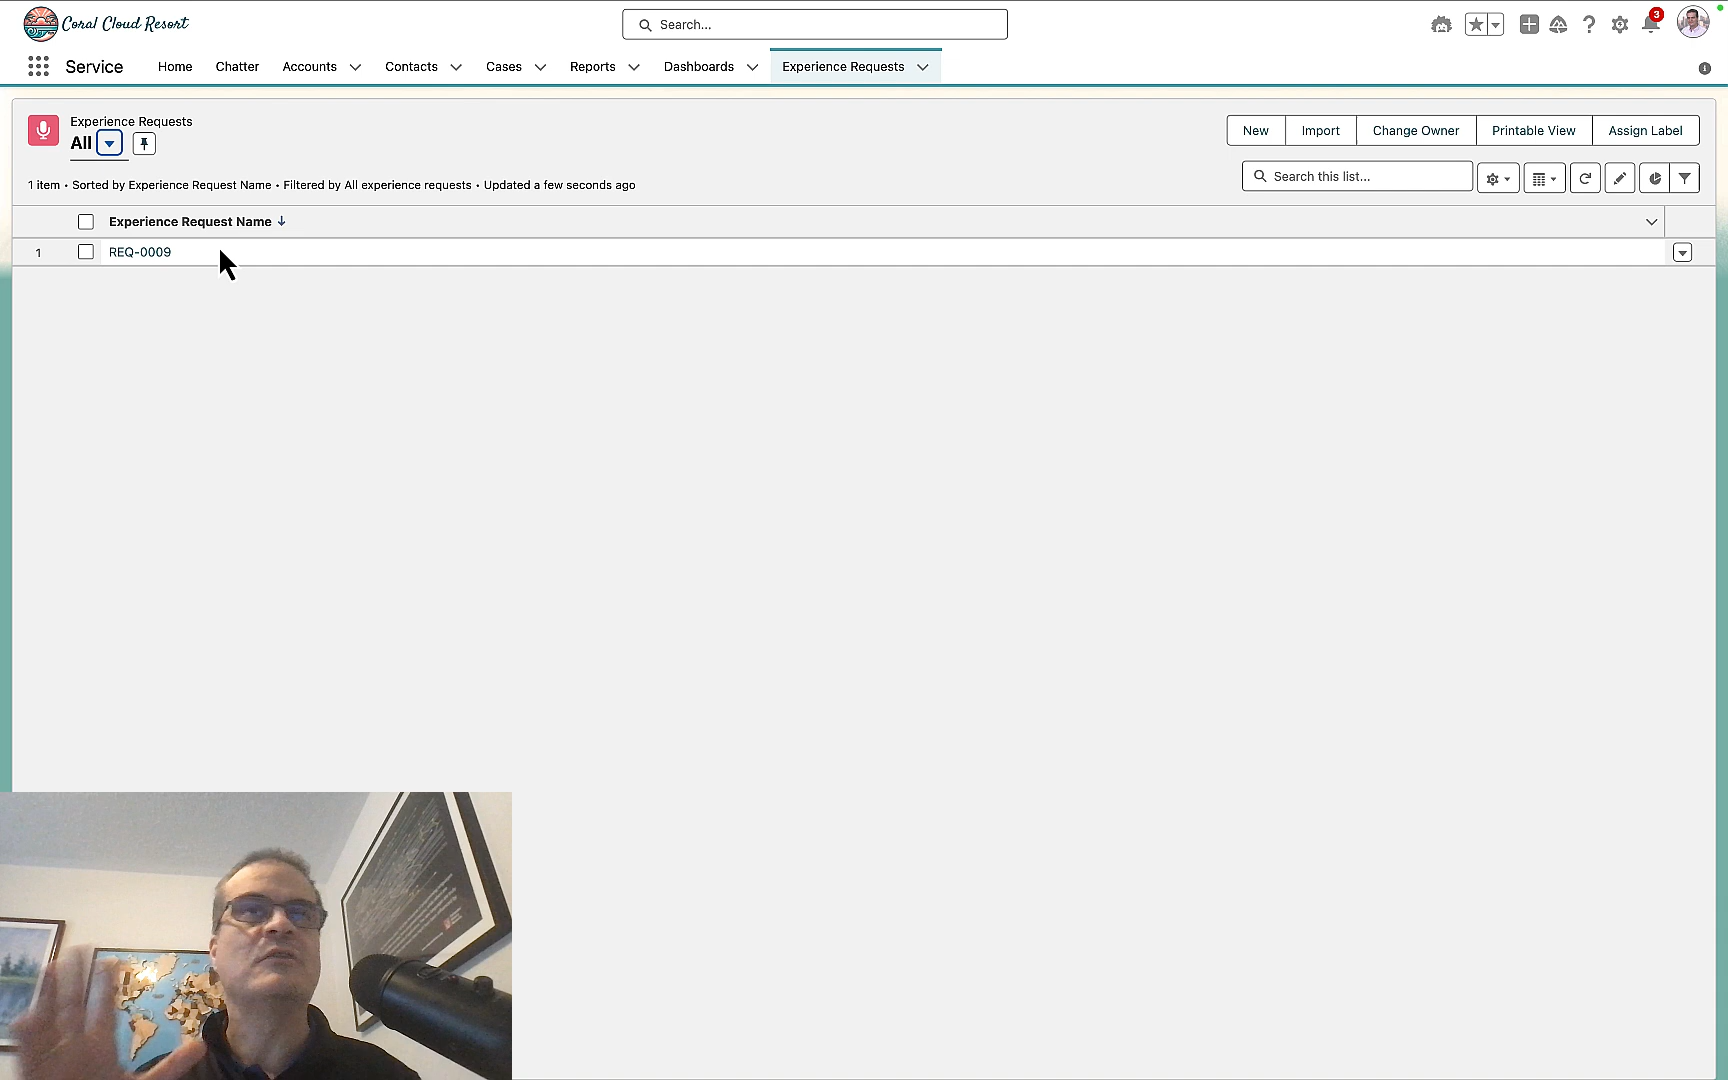 Coral Cloud Resort
Search...
3
Service
Home
Chatter
Accounts
Contacts
Cases
Reports
Dashboards
Experience Requests
Experience Requests
All
New
Import
Change Owner
Printable View
Assign Label
1 item • Sorted by Experience Request Name • Filtered by All experience requests • Updated a few seconds ago
Search this list...
Experience Request Name
1
REQ-0009